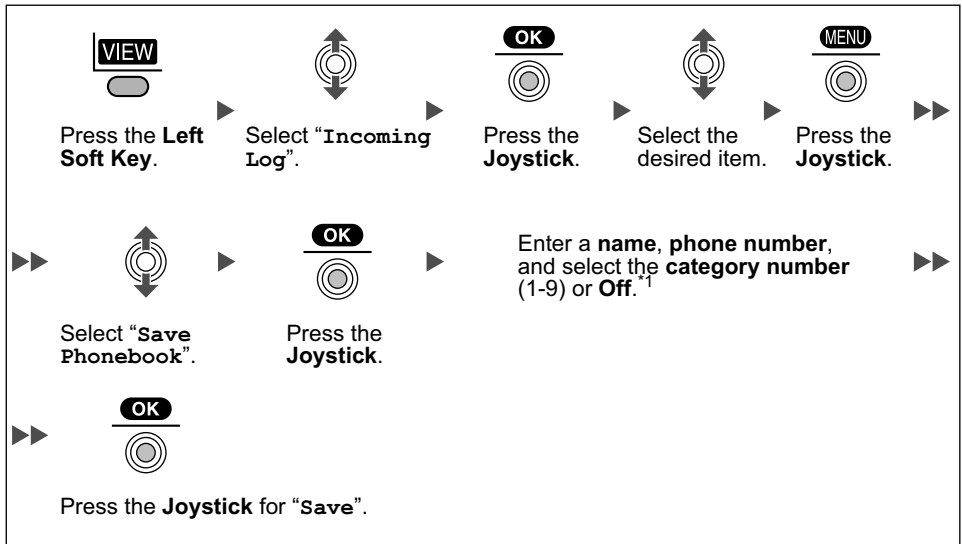 VIEW
OK
MENU
Press the Left
Soft Key.
Select “Incoming
Log”.
Press the
Joystick.
Select the
desired item.
Press the
Joystick.
OK
Enter a name, phone number,
and select the category number
(1-9) or Off.*1
Select “Save
Phonebook”.
Press the
Joystick.
OK
Press the Joystick for “Save”.